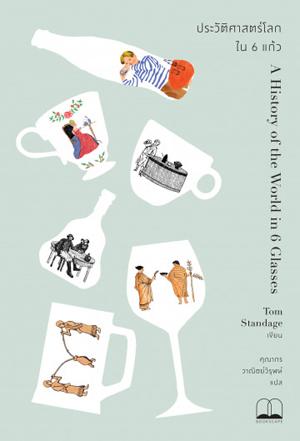 ประวัติศาสตร์โลก
ใน 6 แก้ว
A History of the World in 6 Glasses
Tom
Standage
เขียน
คุณากร
วาณิชย์วิรุฬห์
แปล
BOOKSCAPE